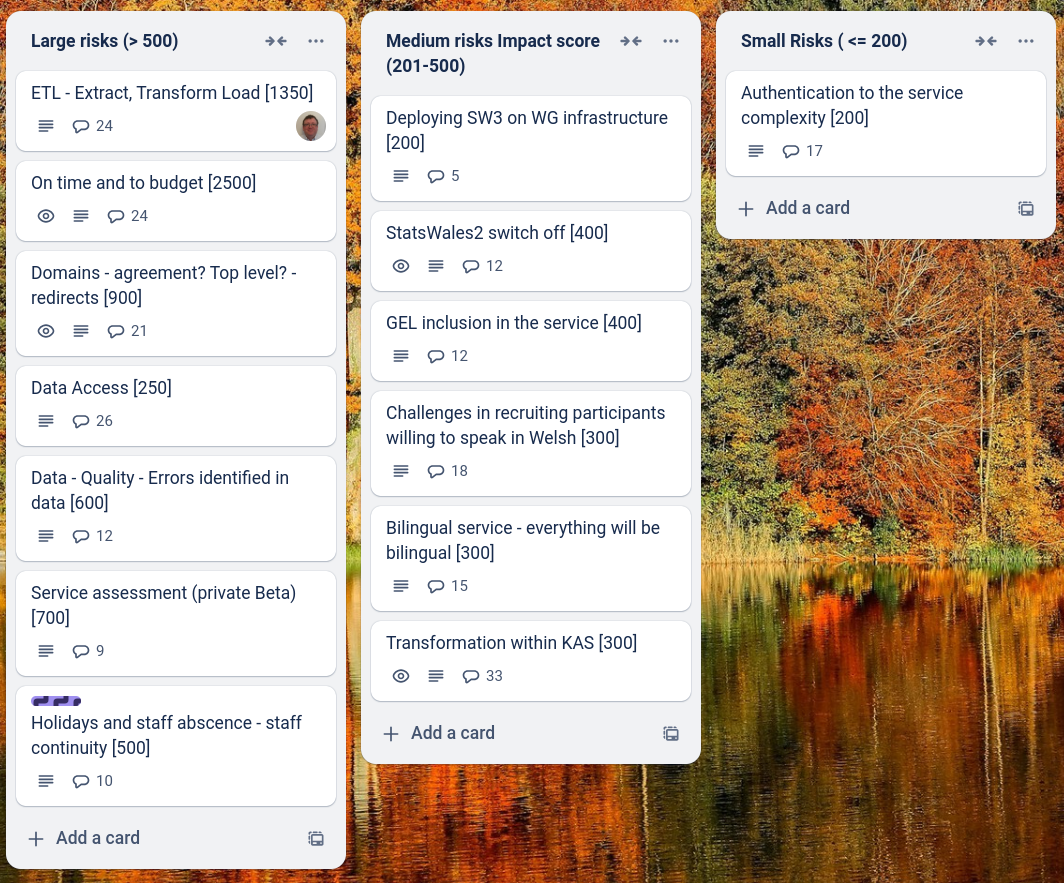 Large risks (> 500)
ETL - Extract, Transform Load [1350]
24
On time and to budget [2500]
24
Domains - agreement? Top level? -
redirects [900]
21
Data Access [250]
26
Data - Quality - Errors identified in
data [600]
12
Service assessment (private Beta)
[700]
9
Holidays and staff abscence - staff
continuity [500]
10
Add a card
Medium risks Impact score
(201-500)
Deploying SW3 on WG infrastructure
[200]
5
StatsWales2 switch off [400]
12
GEL inclusion in the service [400]
12
Challenges in recruiting participants
willing to speak in Welsh [300]
18
Bilingual service - everything will be
bilingual [300]
15
Transformation within KAS [300]
33
Add a card
Small Risks ( <= 200)
Authentication to the service
complexity [200]
17
Add a card